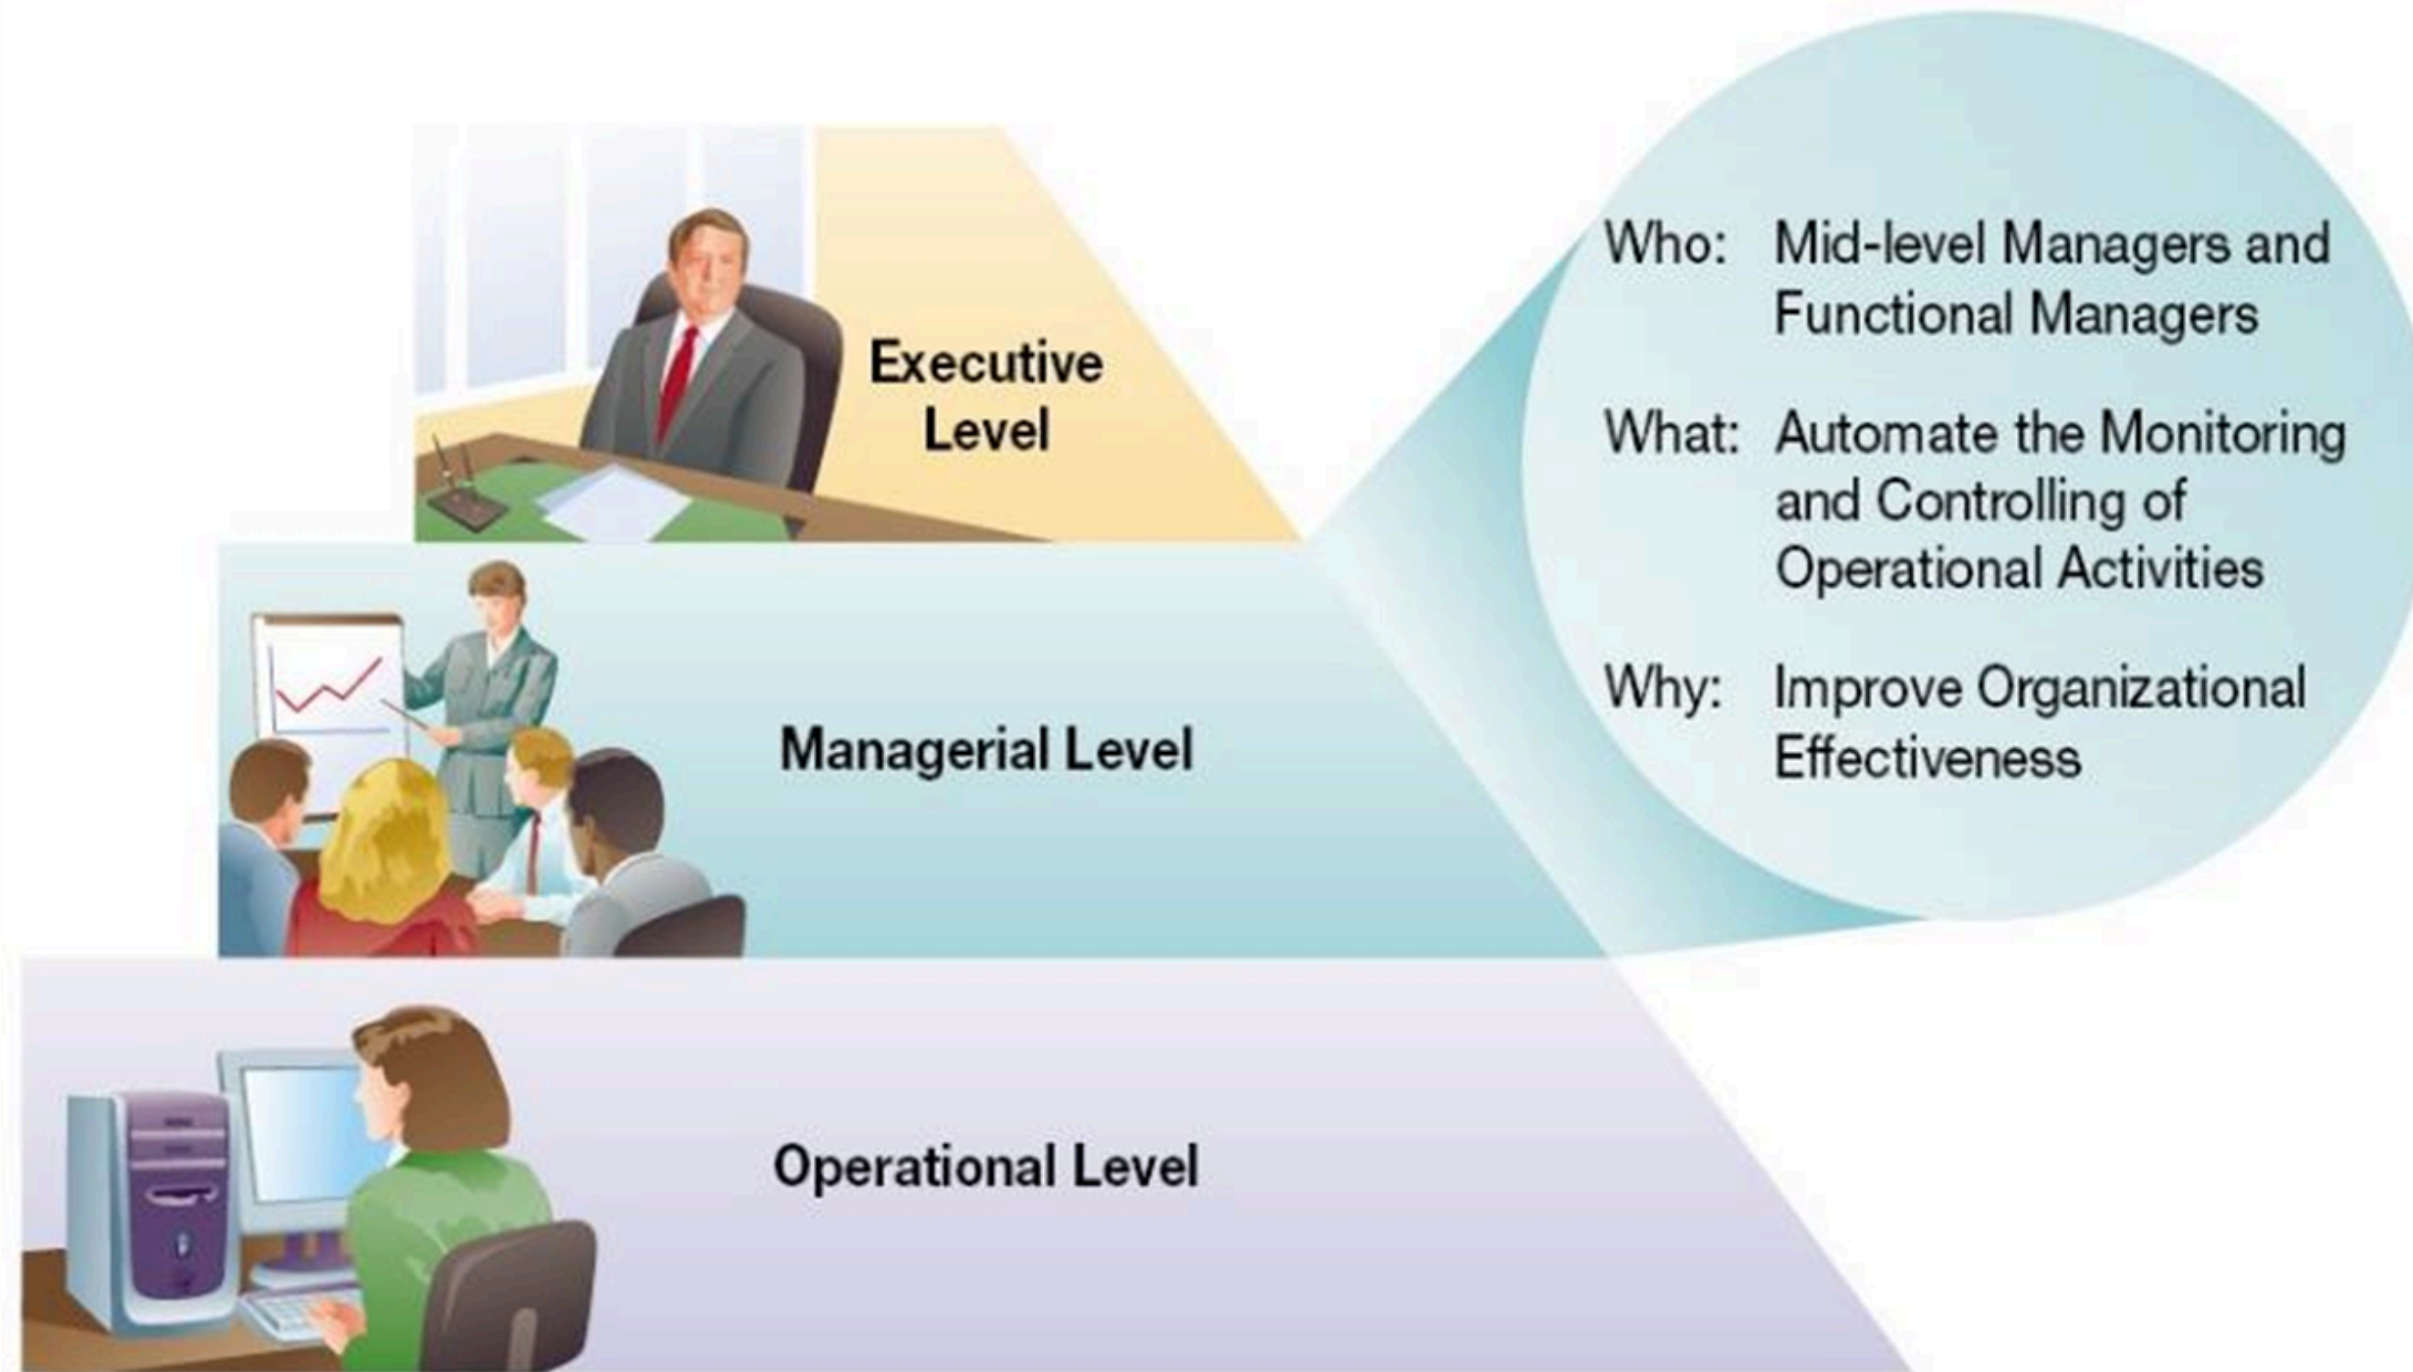 Executive
Level
Managerial Level
Operational Level
Who: Mid-level Managers and
Functional Managers
What: Automate the Monitoring
and Controlling of
Operational Activities
Why: Improve Organizational
Effectiveness